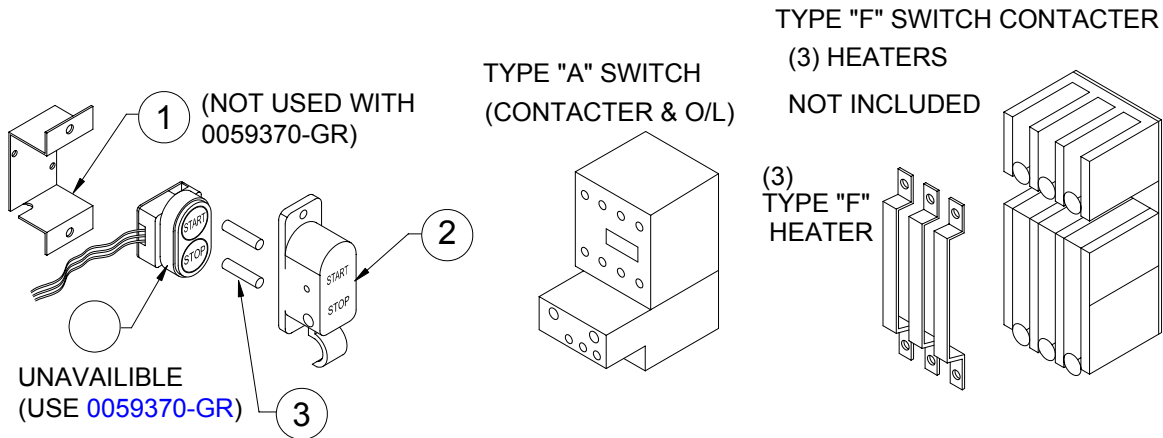 TYPE "F" SWITCH CONTACTER
(3) HEATERS
NOT INCLUDED
TYPE "A" SWITCH
(CONTACTER & O/L)
1
(NOT USED WITH
0059370-GR)
(3)
TYPE "F"
HEATER
START
STOP
2
START
STOP
UNAVAILIBLE
(USE 0059370-GR)
3